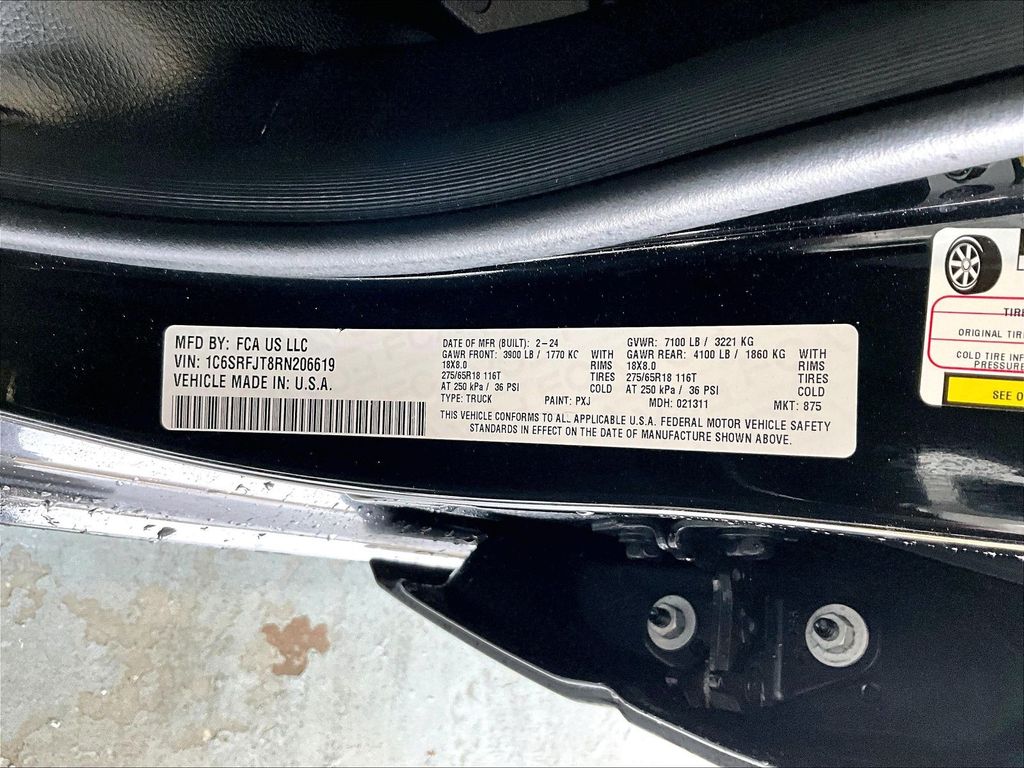 MFD BY: FCA US LLC
VIN: 1C6SRFJT8RN206619
VEHICLE MADE IN: U.S.A.
DATE OF MFR (BUILT): 2-24
GAWR FRONT: 3900 LB / 1770 KG WITH
18X8.0 RIMS
275/65R18 116T TIRES
AT 250 kPa / 36 PSI COLD
TYPE: TRUCK PAINT: PXJ
GVWR: 7100 LB / 3221 KG
GAWR REAR: 4100 LB / 1860 KG WITH
18X8.0 RIMS
275/65R18 116T TIRES
AT 250 kPa / 36 PSI COLD
MDH: 021311 MKT: 875
THIS VEHICLE CONFORMS TO ALL APPLICABLE U.S.A. FEDERAL MOTOR VEHICLE SAFETY
STANDARDS IN EFFECT ON THE DATE OF MANUFACTURE SHOWN ABOVE.
TIRE
ORIGINAL TIR
COLD TIRE INF
PRESSURE
SEE O